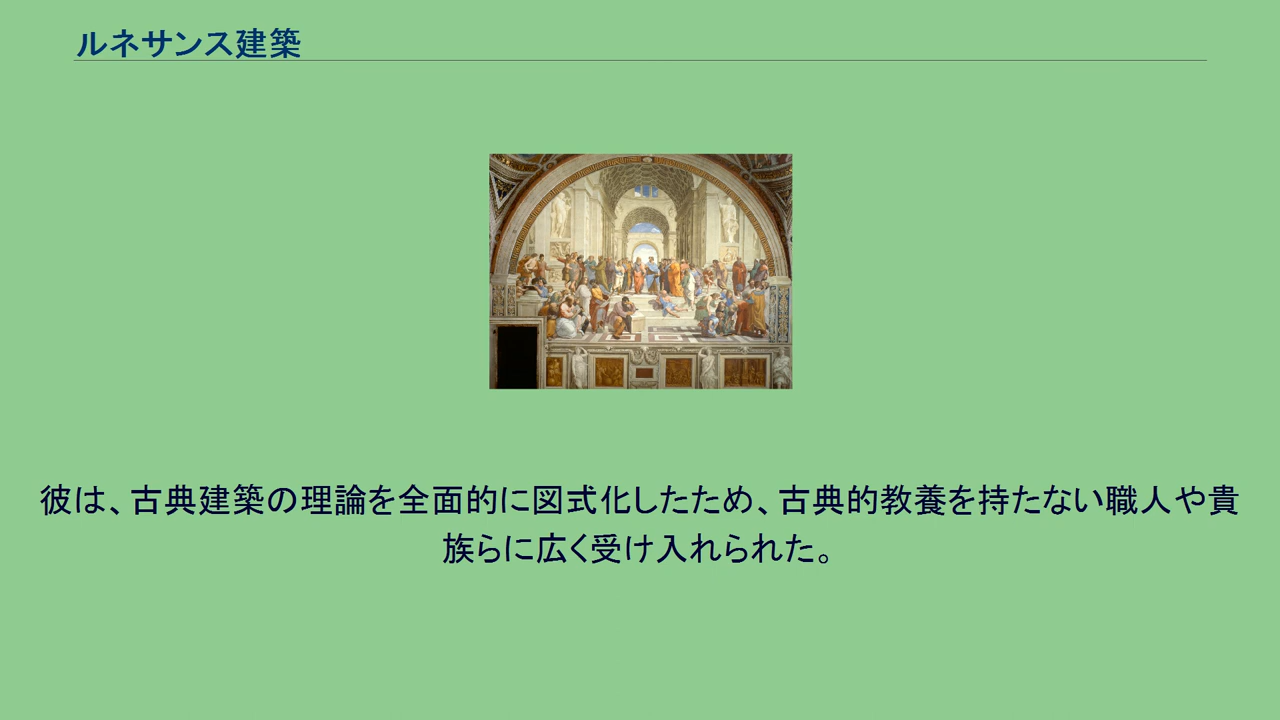 ルネサンス建築
彼は、古典建築の理論を全面的に図式化したため、古典的教養を持たない職人や貴
族らに広く受け入れられた。